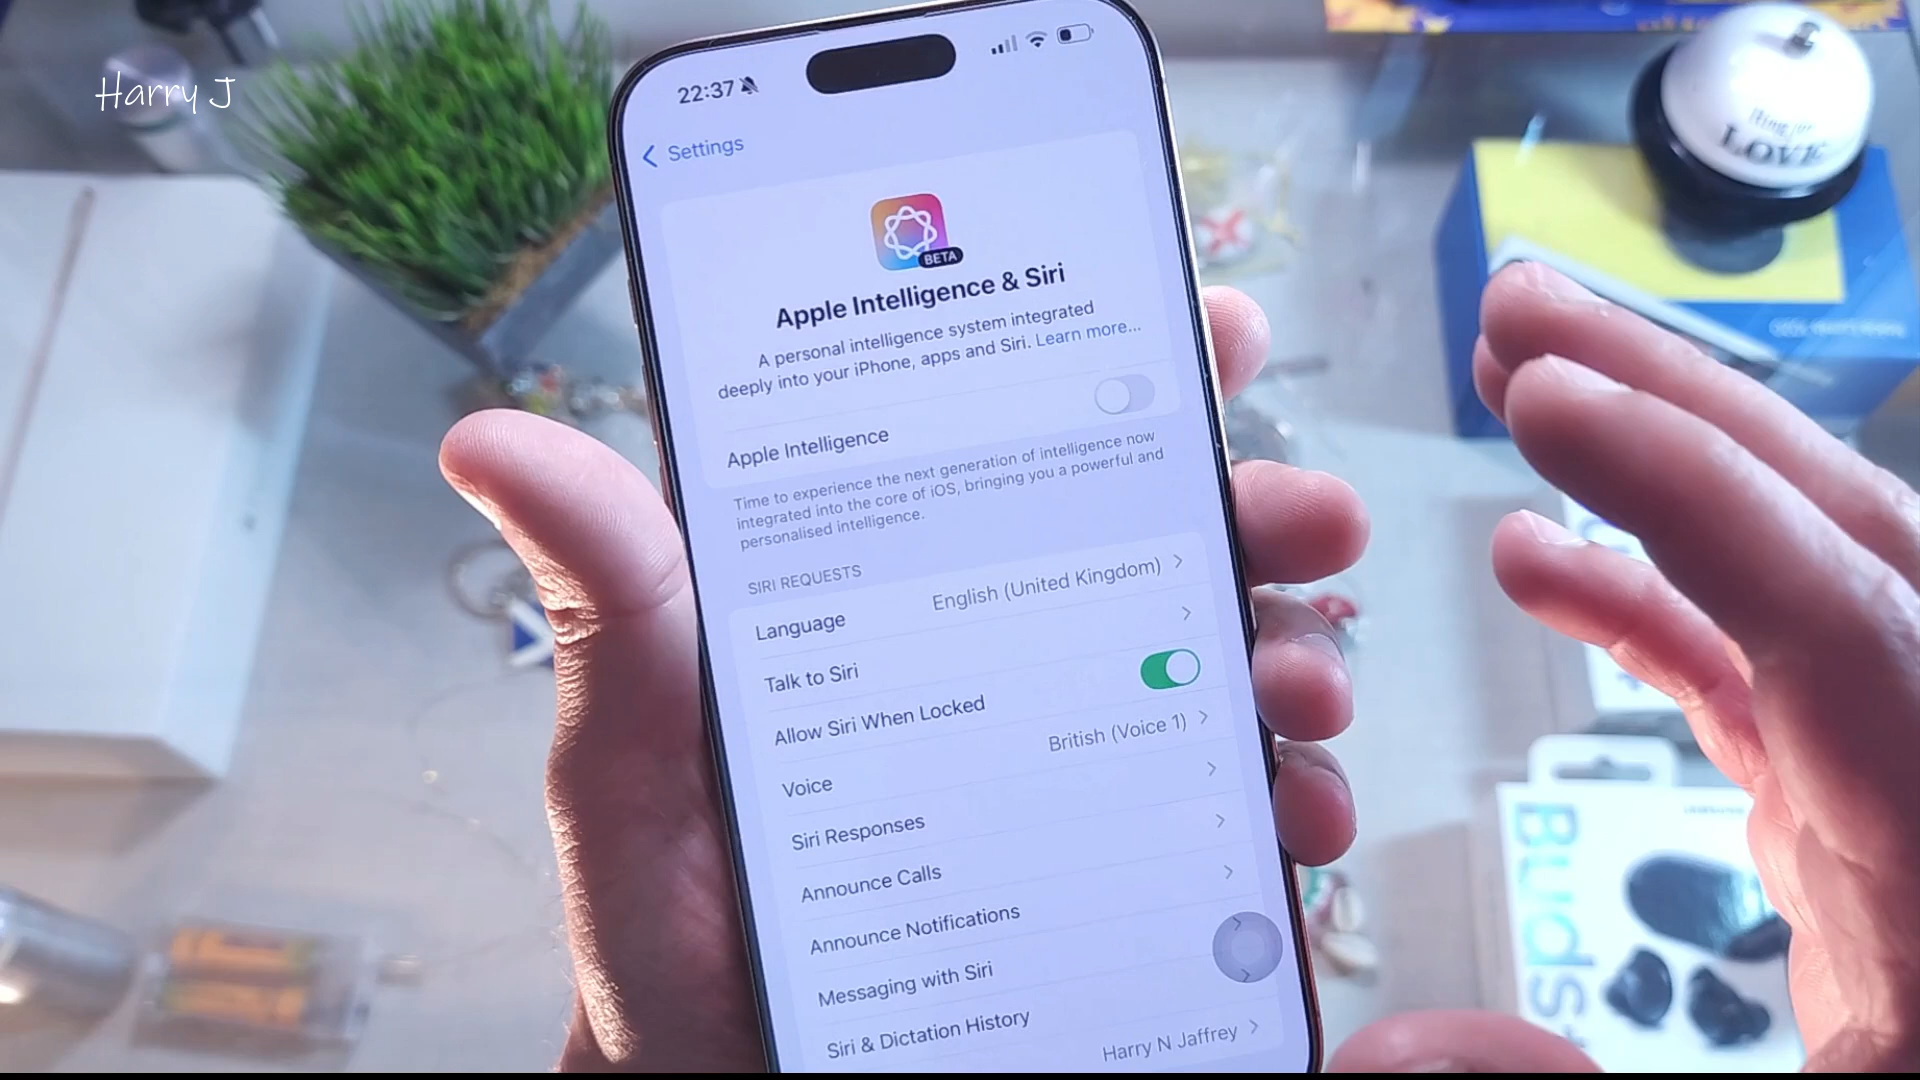 Harry J
22:37
Settings
BETA
Apple Intelligence & Siri
A personal intelligence system integrated
deeply into your iPhone, apps and Siri. Learn more...
Apple Intelligence
Time to experience the next generation of intelligence now
integrated into the core of iOS, bringing you a powerful and
personalised intelligence.
SIRI REQUESTS
Language English (United Kingdom)
Talk to Siri
Allow Siri When Locked
Voice British (Voice 1)
Siri Responses
Announce Calls
Announce Notifications
Messaging with Siri
Siri & Dictation History
Harry N Jaffrey
Ring for
LOVE
Buds+